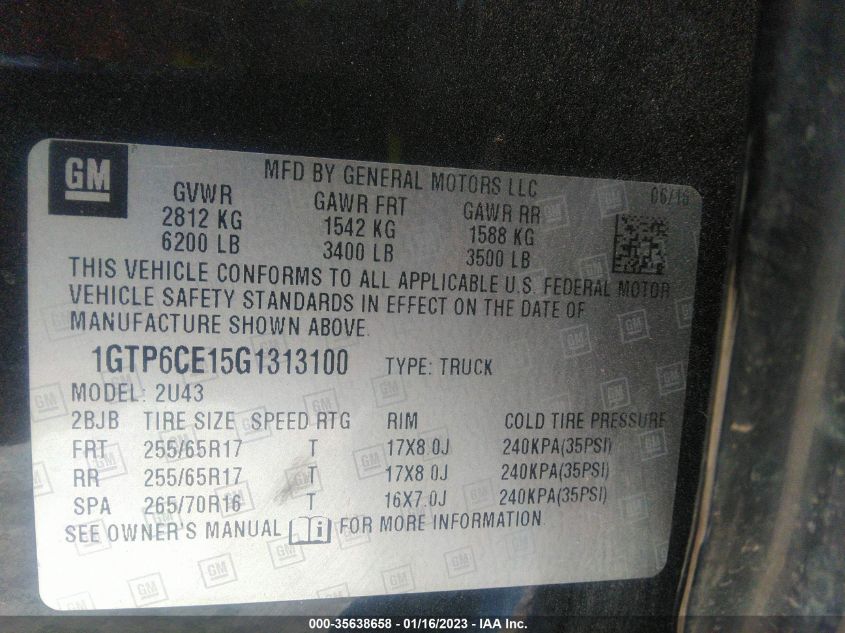 GM
MFD BY GENERAL MOTORS LLC
06/16
GVWR GAWR FRT GAWR RR
2812 KG 1542 KG 1588 KG
6200 LB 3400 LB 3500 LB
THIS VEHICLE CONFORMS TO ALL APPLICABLE U.S. FEDERAL MOTOR
VEHICLE SAFETY STANDARDS IN EFFECT ON THE DATE OF
MANUFACTURE SHOWN ABOVE.
1GTP6CE15G1313100 TYPE: TRUCK
MODEL: 2U43
2BJB TIRE SIZE SPEED RTG RIM COLD TIRE PRESSURE
FRT 255/65R17 T 17X8.0J 240KPA(35PSI)
RR 255/65R17 T 17X8.0J 240KPA(35PSI)
SPA 265/70R16 T 16X7.0J 240KPA(35PSI)
SEE OWNER'S MANUAL i FOR MORE INFORMATION
000-35638658 - 01/16/2023 - IAA Inc.